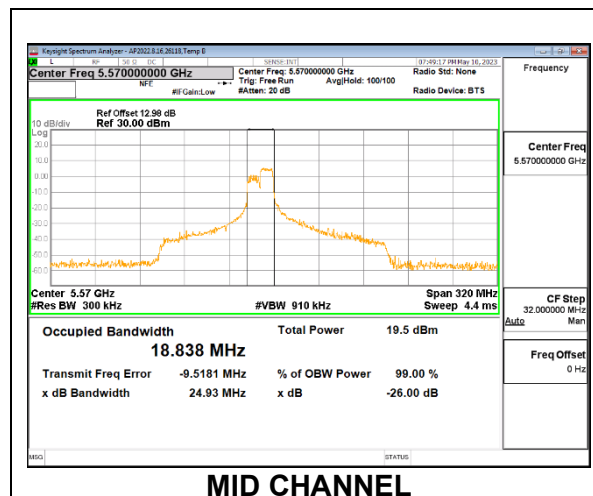 Keysight Spectrum Analyzer - AP2022.8.16,26118,Temp B
L RF 50 Ω DC SENSE:INT 07:49:17 PM May 10, 2023
Center Freq 5.570000000 GHz Center Freq: 5.570000000 GHz Radio Std: None Frequency
NFE Trig: Free Run Avg|Hold: 100/100
#IFGain:Low #Atten: 20 dB Radio Device: BTS
Ref Offset 12.98 dB
10 dB/div Ref 30.00 dBm
Log
20.0
10.0
0.00
-10.0
-20.0
-30.0
-40.0
-50.0
-60.0
Center Freq
5.570000000 GHz
Center 5.57 GHz Span 320 MHz
#Res BW 300 kHz #VBW 910 kHz Sweep 4.4 ms
CF Step
32.000000 MHz
Auto Man
Occupied Bandwidth Total Power 19.5 dBm
18.838 MHz
Transmit Freq Error -9.5181 MHz % of OBW Power 99.00 %
x dB Bandwidth 24.93 MHz x dB -26.00 dB
Freq Offset
0 Hz
MSG STATUS
MID CHANNEL